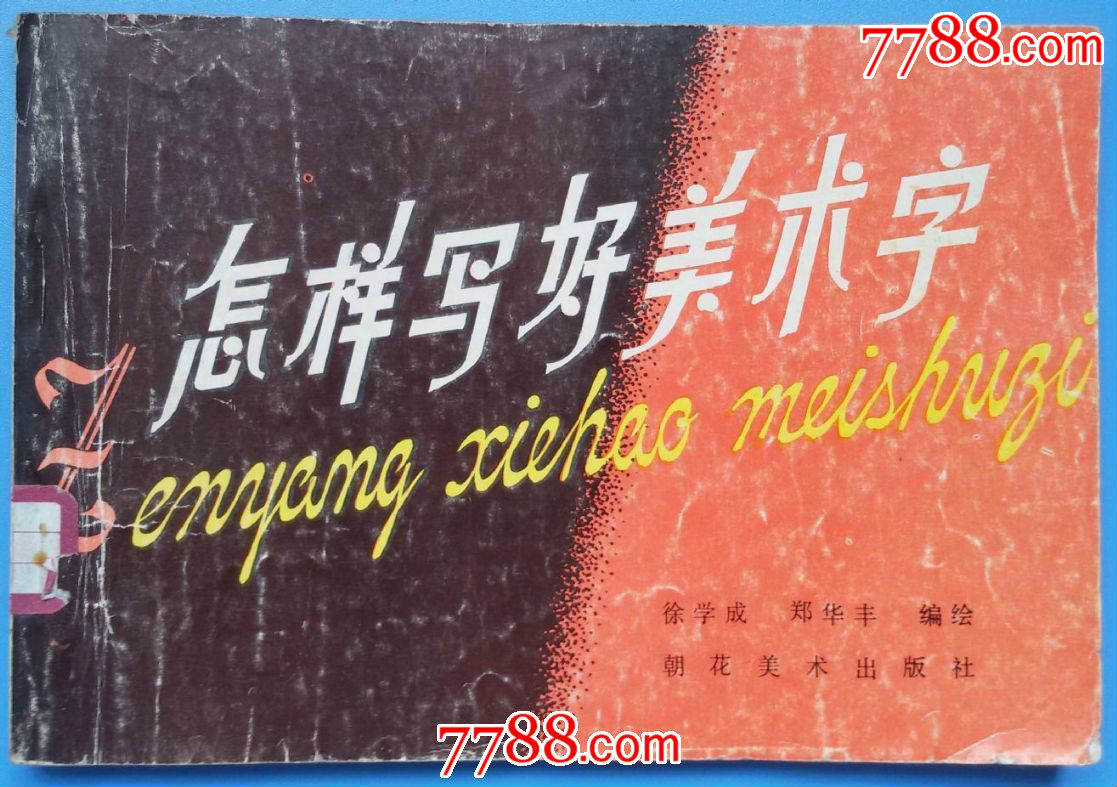 7788.com
怎样写好美术字
Zenyang xiehao meishuzi
徐学成 郑华丰 编绘
朝花美术出版社
7788.com